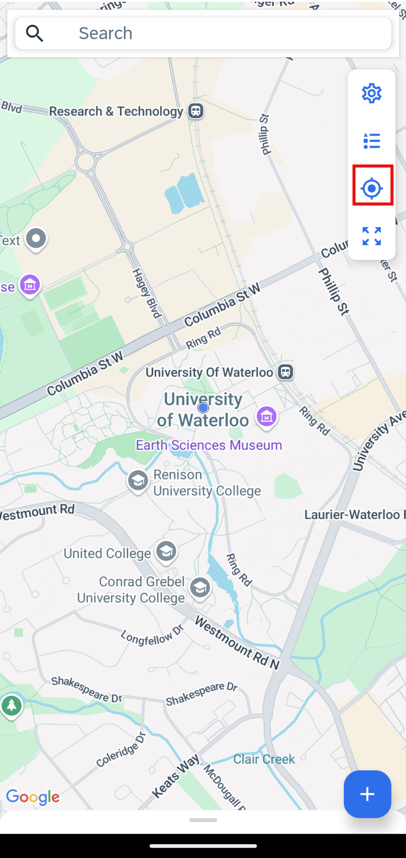 Search
Blvd
Research & Technology
Phillip St
Text
se
Hagey Blvd
Columbia St W
Phillip St
Ring Rd
Columbia St W
University Of Waterloo
University
of Waterloo
Ring Rd
Earth Sciences Museum
University Ave
Renison
University College
Westmount Rd
Laurier-Waterloo P
United College
Ring Rd
Conrad Grebel
University College
Longfellow Dr
Westmount Rd N
Shakespeare Dr
Shakespeare Dr
Coleridge Dr
Clair Creek
Keats Way
McDougall R
Google